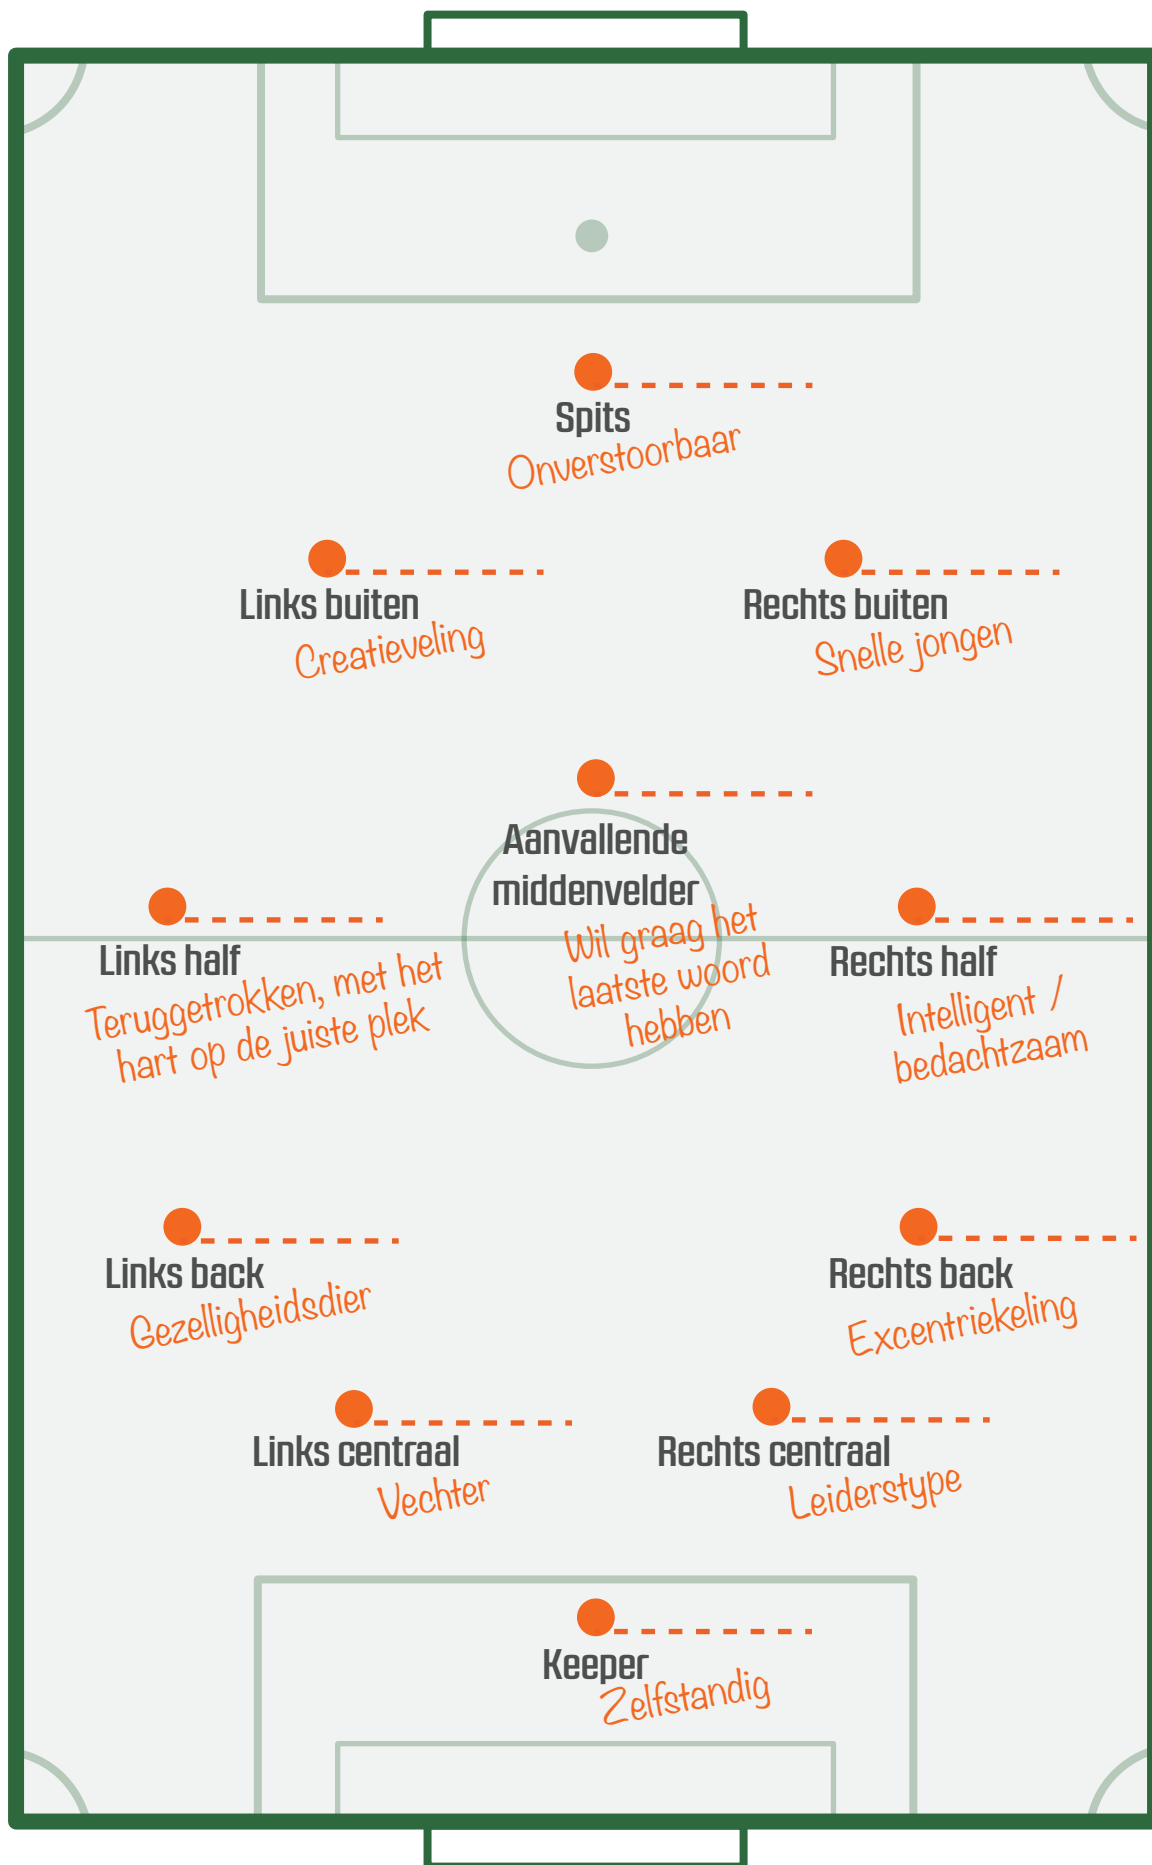 Spits
Onverstoorbaar
Links buiten
Creatieveling
Rechts buiten
Snelle jongen
Aanvallende
middenvelder
Wil graag het
laatste woord
hebben
Links half
Teruggetrokken, met het
hart op de juiste plek
Rechts half
Intelligent /
bedachtzaam
Links back
Gezelligheidsdier
Rechts back
Excentriekeling
Links centraal
Vechter
Rechts centraal
Leiderstype
Keeper
Zelfstandig